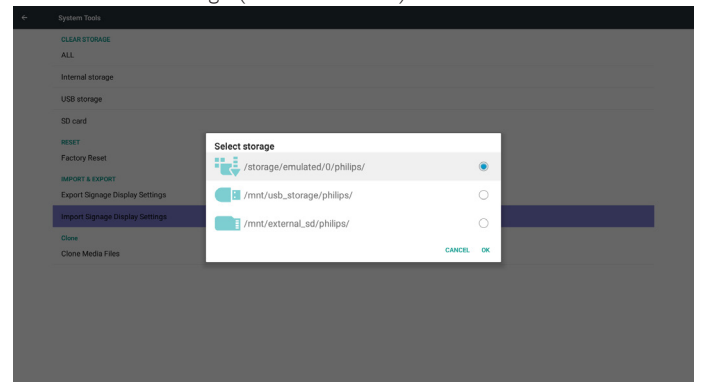 System Tools
CLEAR STORAGE
ALL
Internal storage
USB storage
SD card
RESET
Factory Reset
IMPORT & EXPORT
Export Signage Display Settings
Import Signage Display Settings
Clone
Clone Media Files
Select storage
/storage/emulated/0/philips/
/mnt/usb_storage/philips/
/mnt/external_sd/philips/
CANCEL OK